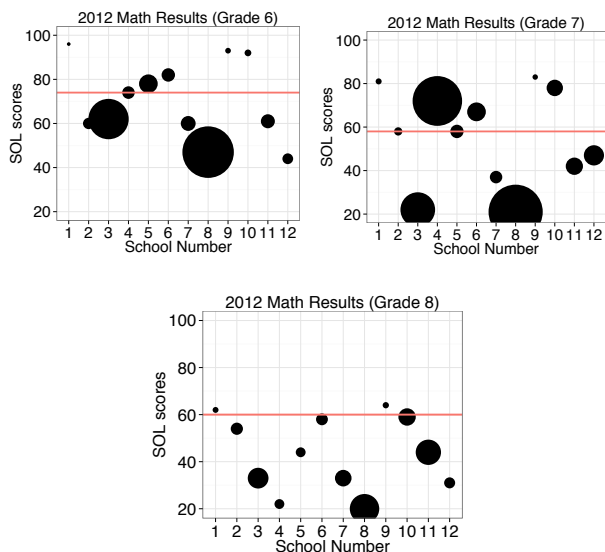 2012 Math Results (Grade 6)
100
80
60
40
20
SOL scores
1 2 3 4 5 6 7 8 9 10 11 12
School Number
2012 Math Results (Grade 7)
100
80
60
40
20
SOL scores
1 2 3 4 5 6 7 8 9 10 11 12
School Number
2012 Math Results (Grade 8)
100
80
60
40
20
SOL scores
1 2 3 4 5 6 7 8 9 10 11 12
School Number